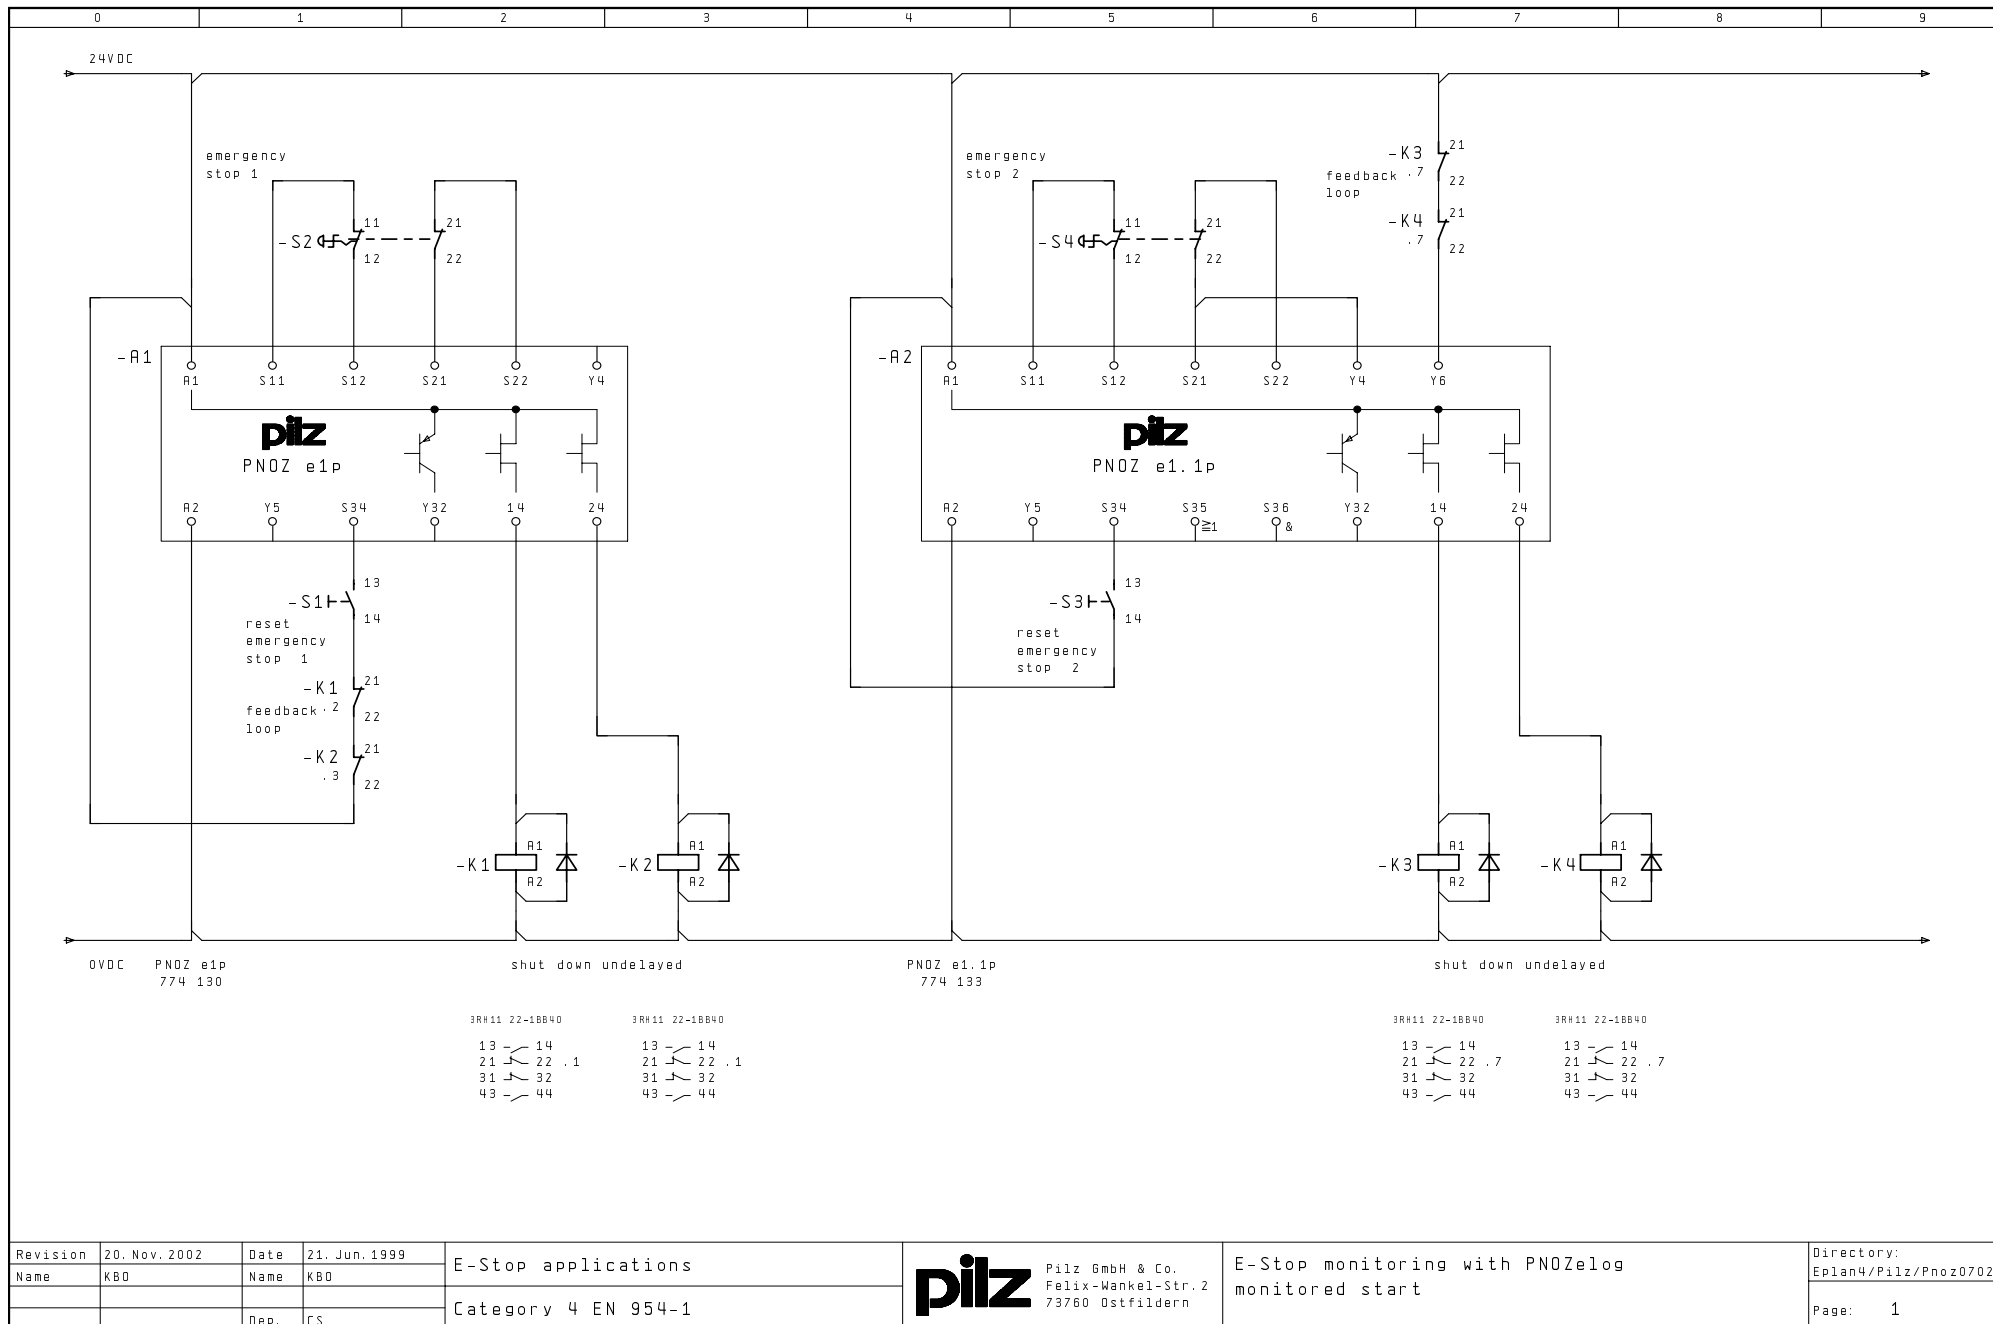 0 1 2 3 4 5 6 7 8 9
24VDC
emergency
stop 1
-S2
11
12
21
22
emergency
stop 2
-S4
11
12
21
22
-K3
.7
21
22
feedback
loop
-K4
.7
21
22
-A1
A1 S11 S12 S21 S22 Y4
pilz
PNOZ e1p
A2 Y5 S34 Y32 14 24
-A2
A1 S11 S12 S21 S22 Y4 Y6
pilz
PNOZ e1.1p
A2 Y5 S34 S35 S36 Y32 14 24
≧1 &
-S1
13
14
reset
emergency
stop 1
-K1
.2
21
22
feedback
loop
-K2
.3
21
22
-S3
13
14
reset
emergency
stop 2
-K1
A1
A2
-K2
A1
A2
-K3
A1
A2
-K4
A1
A2
0VDC
PNOZ e1p
774 130
shut down undelayed
PNOZ e1.1p
774 133
shut down undelayed
3RH11 22-1BB40
13 14
21 22 .1
31 32
43 44
3RH11 22-1BB40
13 14
21 22 .1
31 32
43 44
3RH11 22-1BB40
13 14
21 22 .7
31 32
43 44
3RH11 22-1BB40
13 14
21 22 .7
31 32
43 44
Revision 20.Nov.2002 Date 21.Jun.1999
Name KBO Name KBO
Dep. CS
E-Stop applications
Category 4 EN 954-1
pilz
Pilz GmbH & Co.
Felix-Wankel-Str.2
73760 Ostfildern
E-Stop monitoring with PNOZelog
monitored start
Directory:
Eplan4/Pilz/Pnoz0702
Page: 1